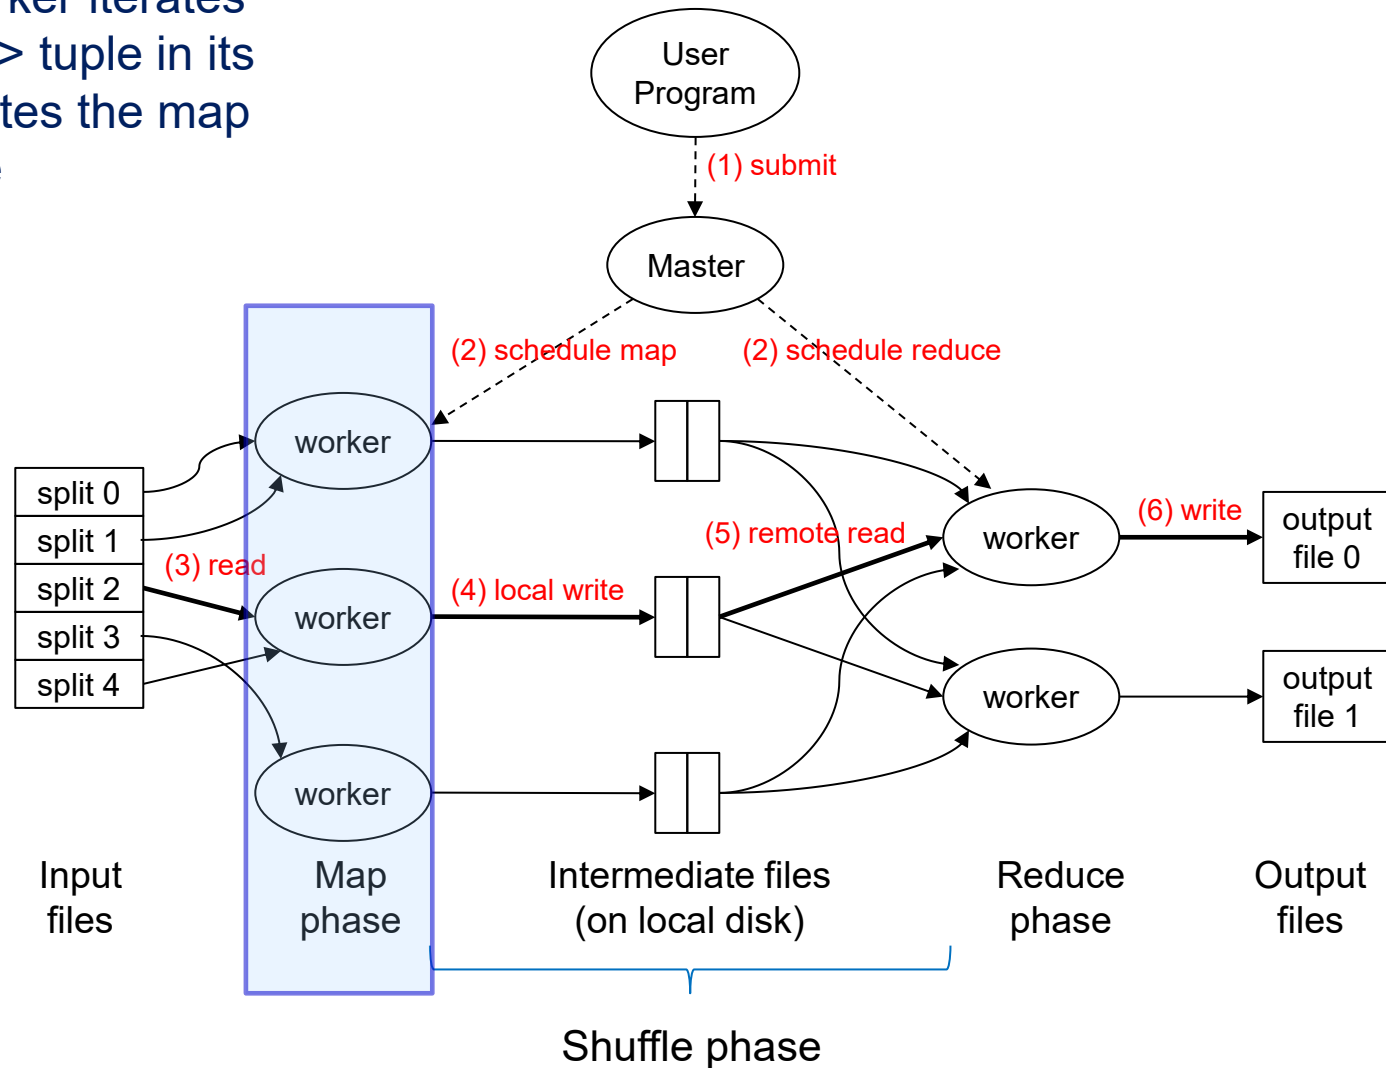 iterates
> tuple in its
the map
User
Program
(1) submit
Master
(2) schedule map
(2) schedule reduce
worker
split 0
split 1
split 2
split 3
split 4
(3) read
worker
(4) local write
(5) remote read
worker
(6) write
output
file 0
worker
output
file 1
worker
Input
files
Map
phase
Intermediate files
(on local disk)
Reduce
phase
Output
files
Shuffle phase